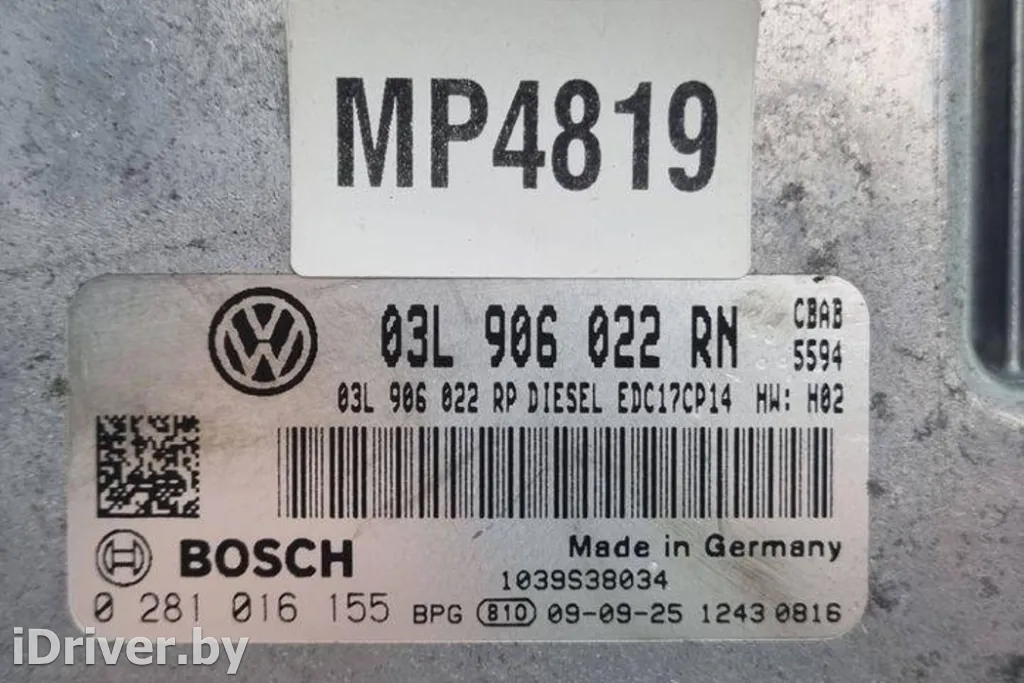 MP4819
03L 906 022 RN CBAB 5594
03L 906 022 RP DIESEL EDC17CP14 HW: H02
BOSCH
Made in Germany
1039S38034
0 281 016 155 BPG 810 09-09-25 1243 0816
iDriver.by